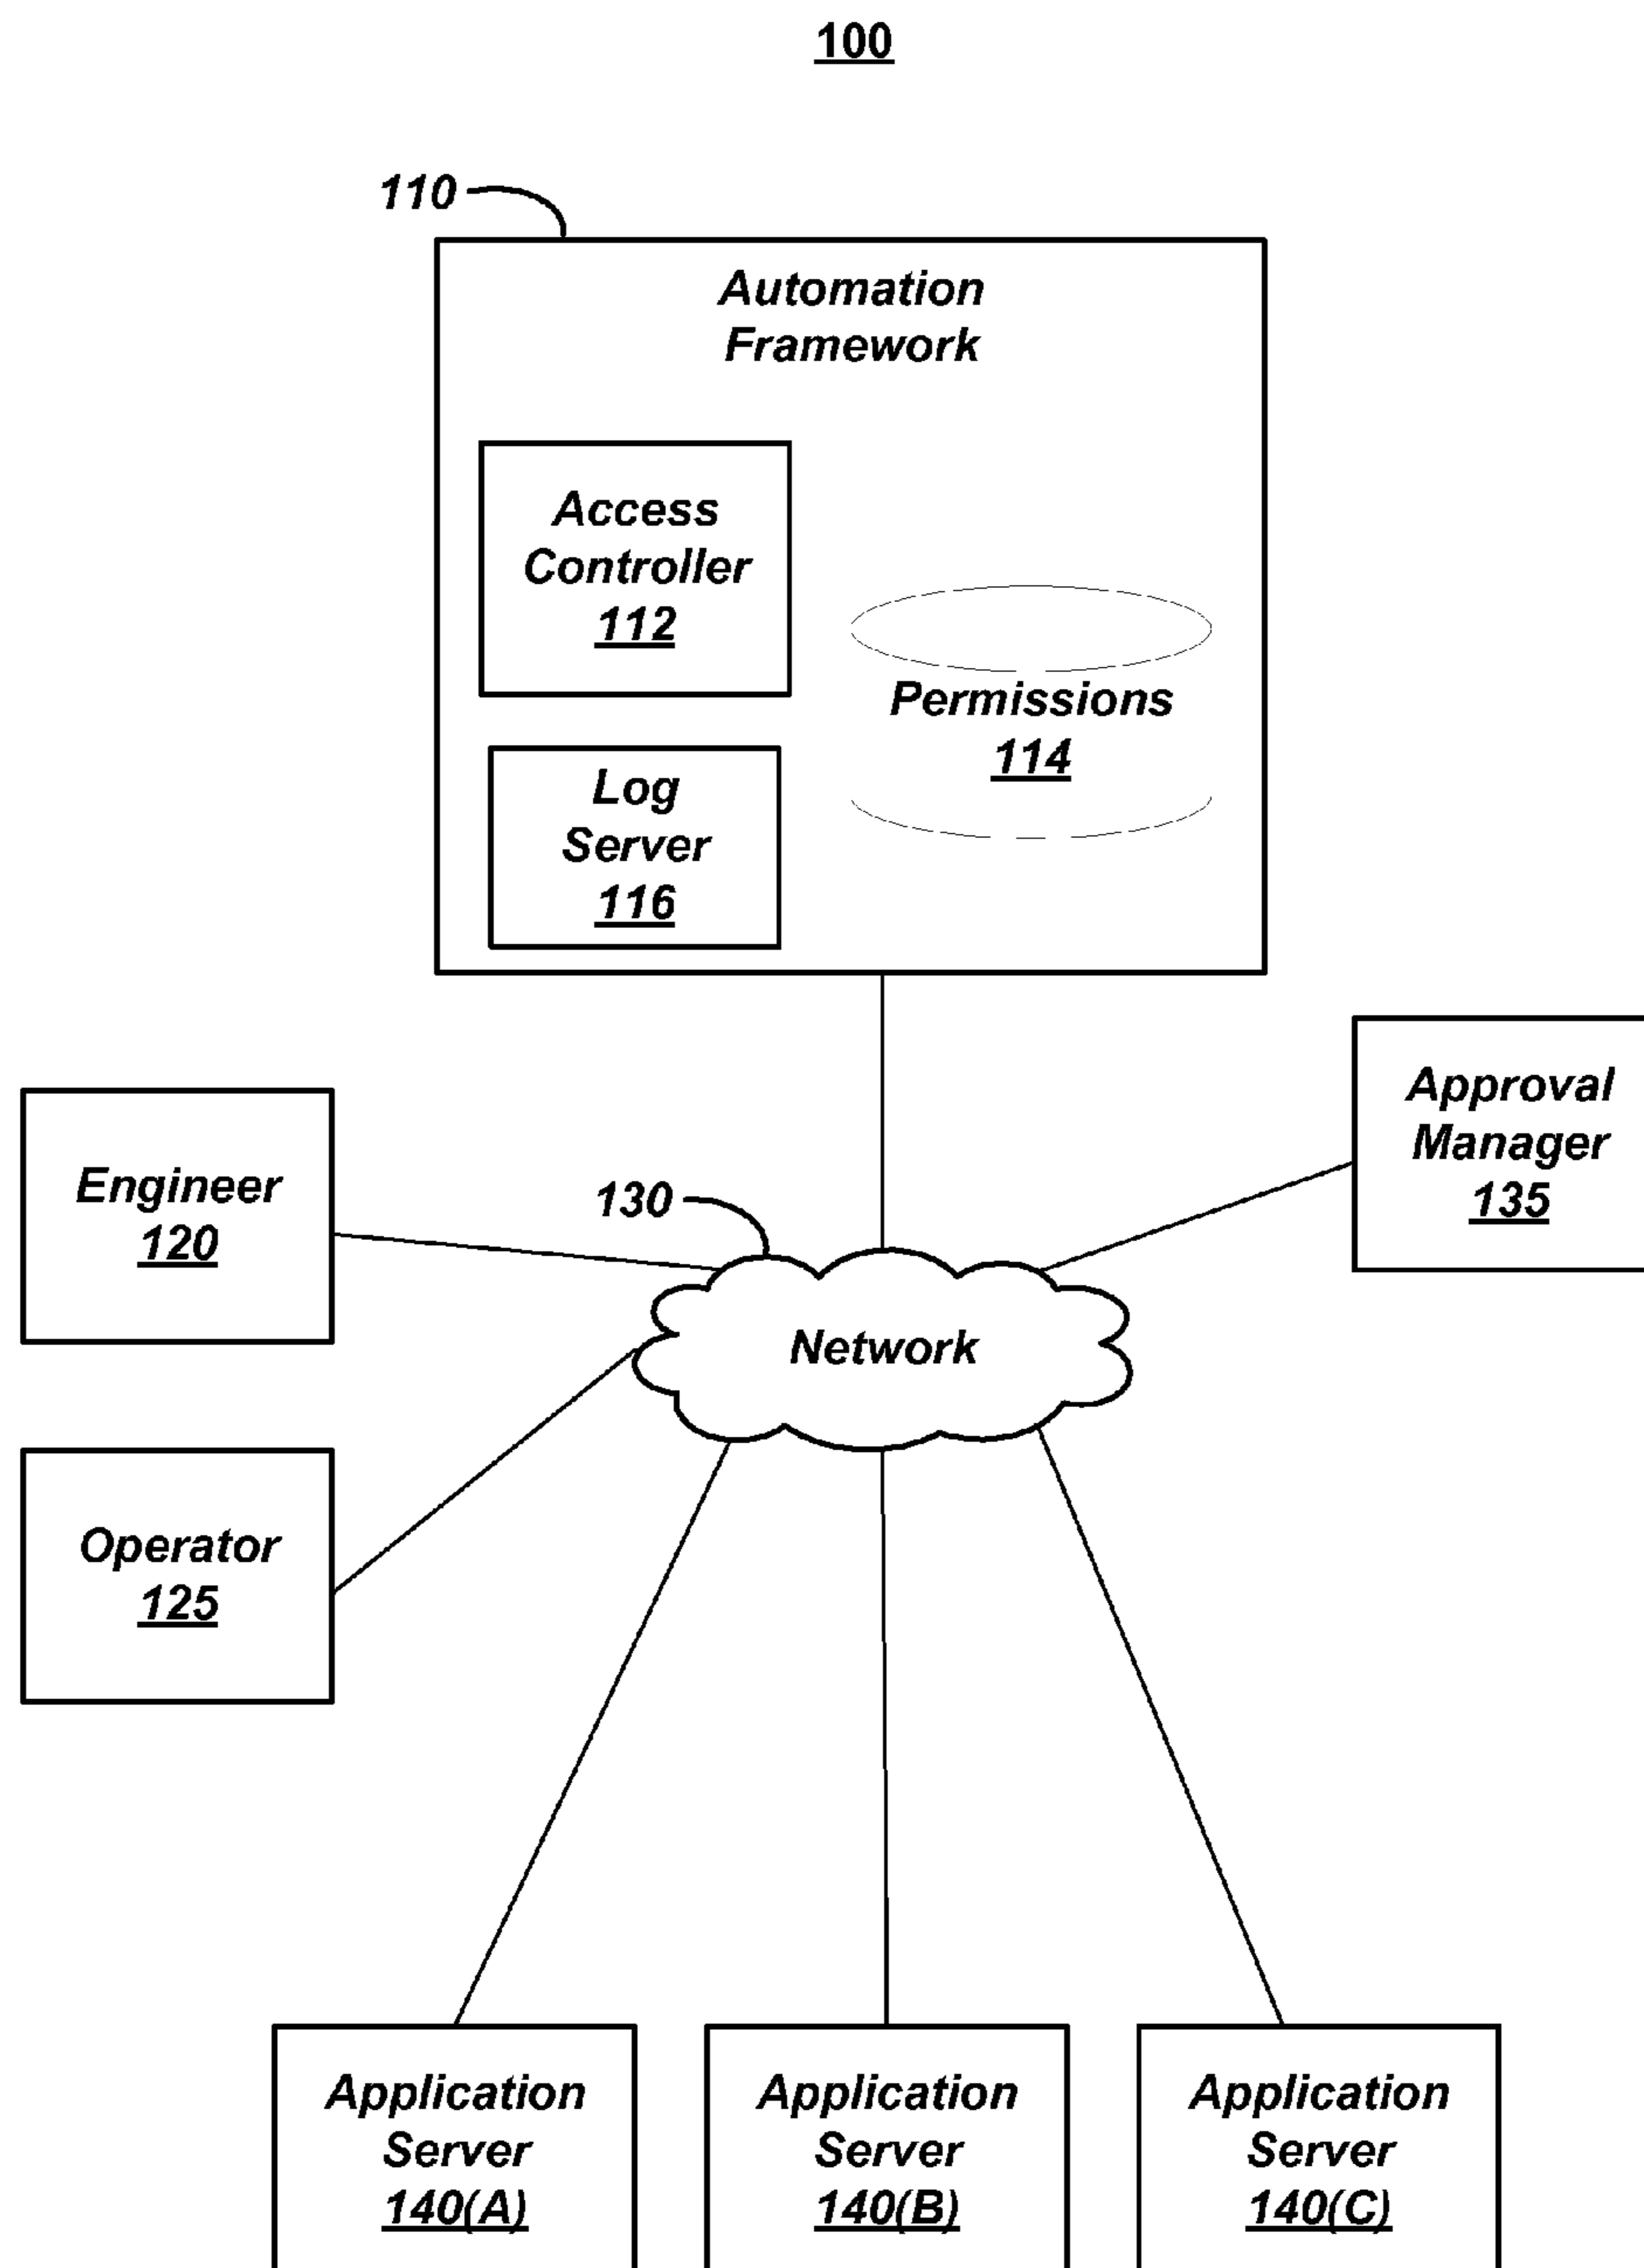 100
110
Automation
Framework
Access
Controller
112
Permissions
114
Log
Server
116
Approval
Manager
135
Engineer
120
130
Network
Operator
125
Application
Server
140(A)
Application
Server
140(B)
Application
Server
140(C)